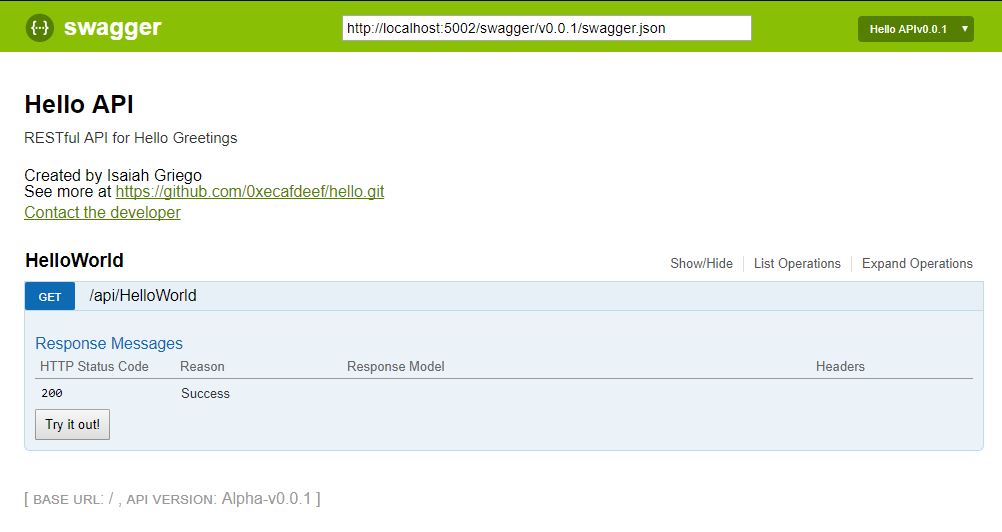 {··} swagger http://localhost:5002/swagger/v0.0.1/swagger.json Hello APIv0.0.1 ▼
Hello API
RESTful API for Hello Greetings
Created by Isaiah Griego
See more at https://github.com/0xecafdeef/hello.git
Contact the developer
HelloWorld Show/Hide List Operations Expand Operations
GET /api/HelloWorld
Response Messages
HTTP Status Code Reason Response Model Headers
200 Success
Try it out!
[ BASE URL: / , API VERSION: Alpha-v0.0.1 ]